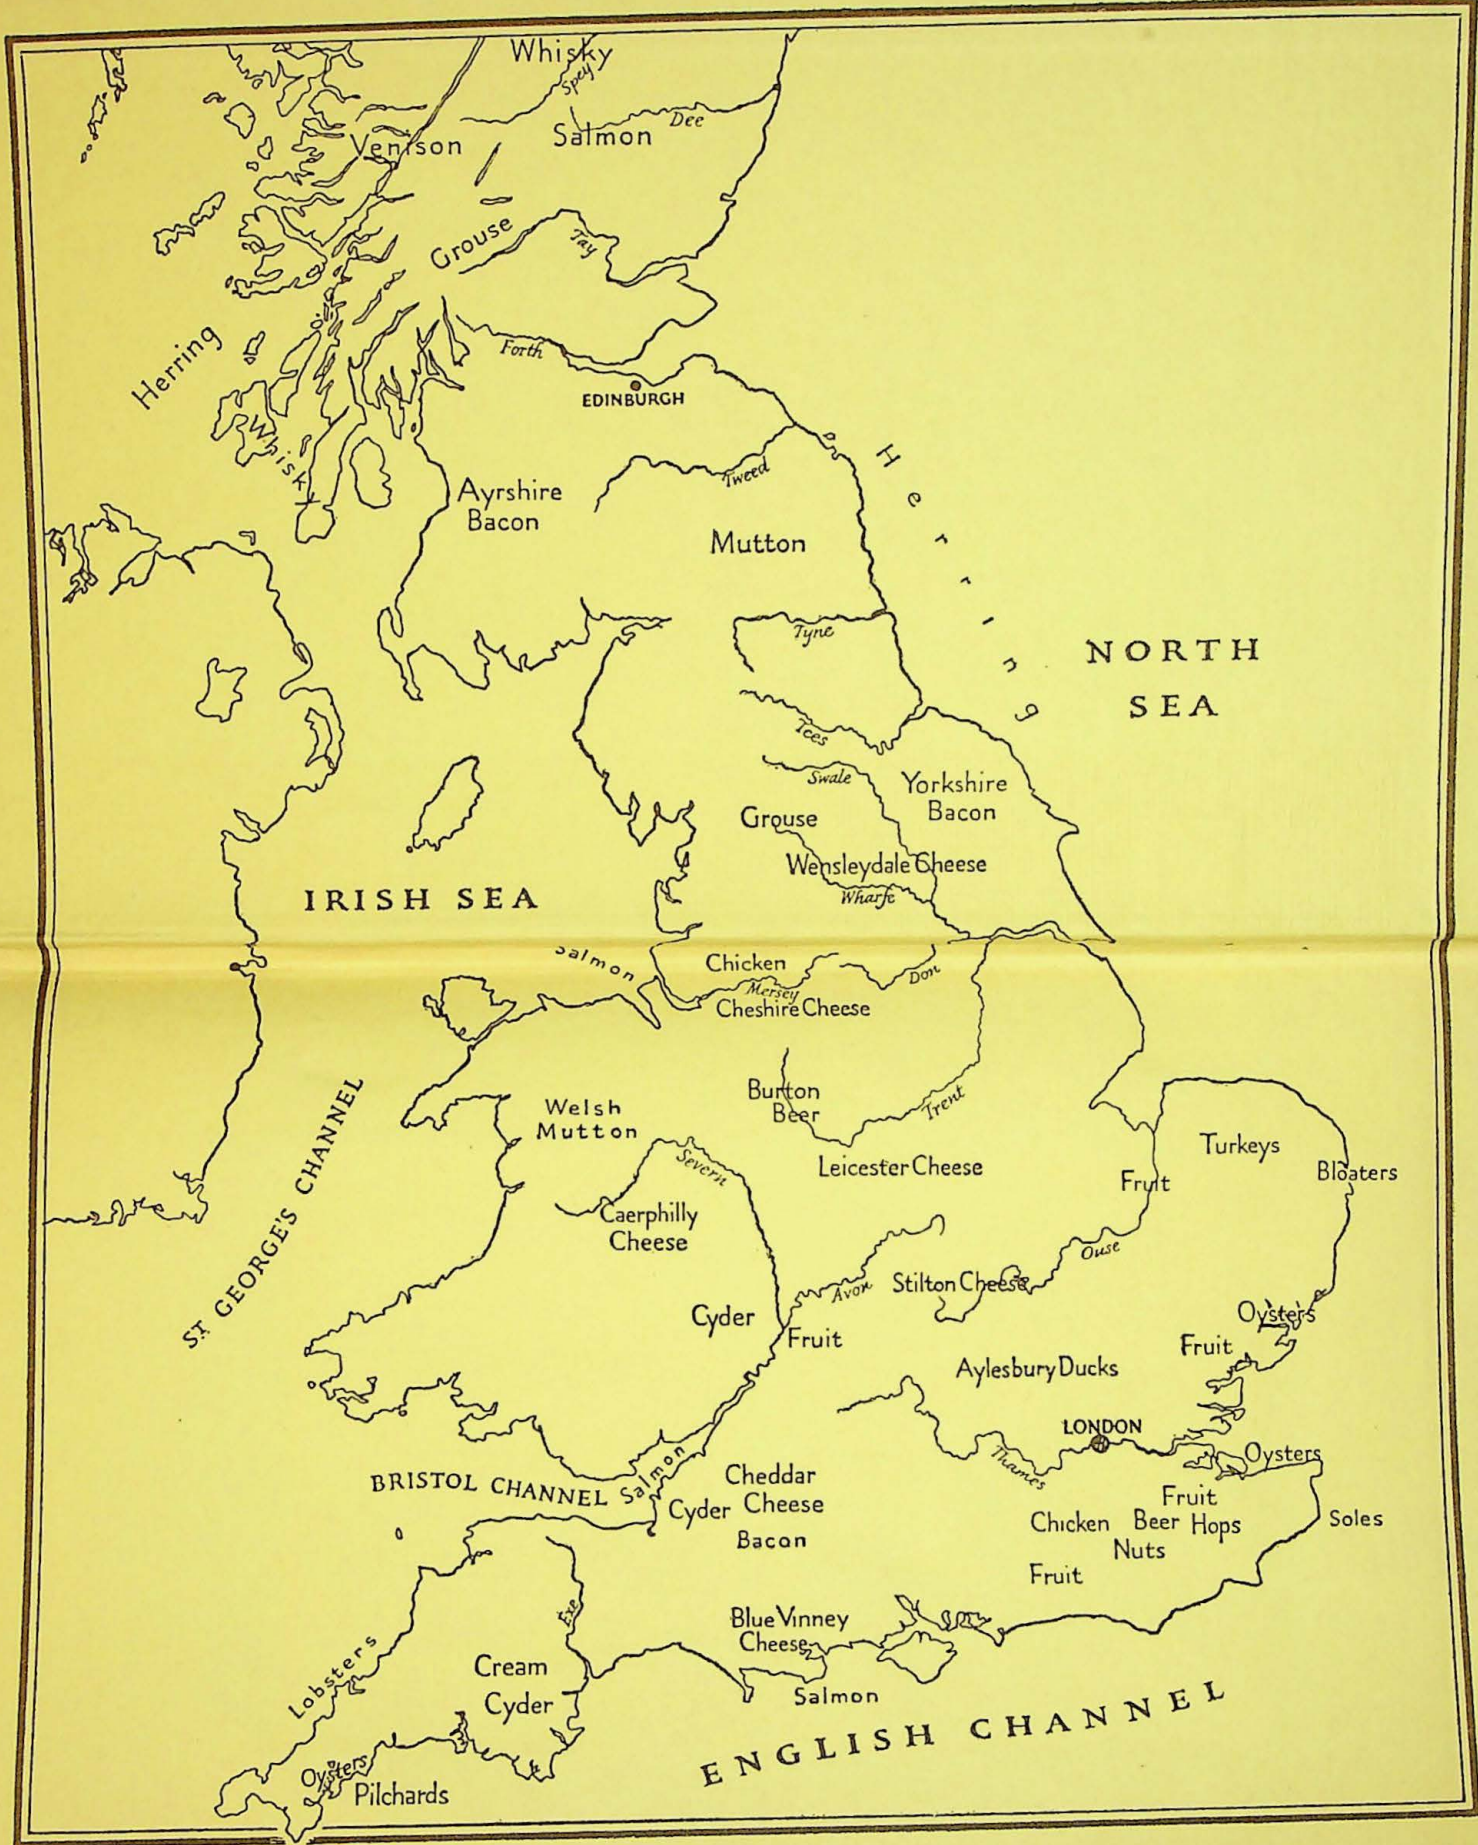 Whisky
Spey
Venison
Salmon
Dee
Grouse
Tay
Herring
Forth
EDINBURGH
Whisky
Herring
Tweed
Ayrshire
Bacon
Mutton
Tyne
NORTH
SEA
Tees
Swale
Yorkshire
Bacon
Grouse
Wensleydale Cheese
Wharfe
IRISH SEA
Salmon
Chicken
Don
Mersey
Cheshire Cheese
Burton
Beer
Trent
Welsh
Mutton
ST GEORGE'S CHANNEL
Severn
Leicester Cheese
Turkeys
Bloaters
Fruit
Caerphilly
Cheese
Ouse
Avon
Stilton Cheese
Cyder
Fruit
Oysters
Fruit
Aylesbury Ducks
LONDON
Thames
Oysters
BRISTOL CHANNEL
Salmon
Cheddar
Cyder Cheese
Bacon
Fruit
Chicken Beer Hops
Nuts
Soles
Fruit
Exe
Blue Vinney
Cheese
Lobsters
Cream
Cyder
Salmon
ENGLISH CHANNEL
Oysters
Pilchards